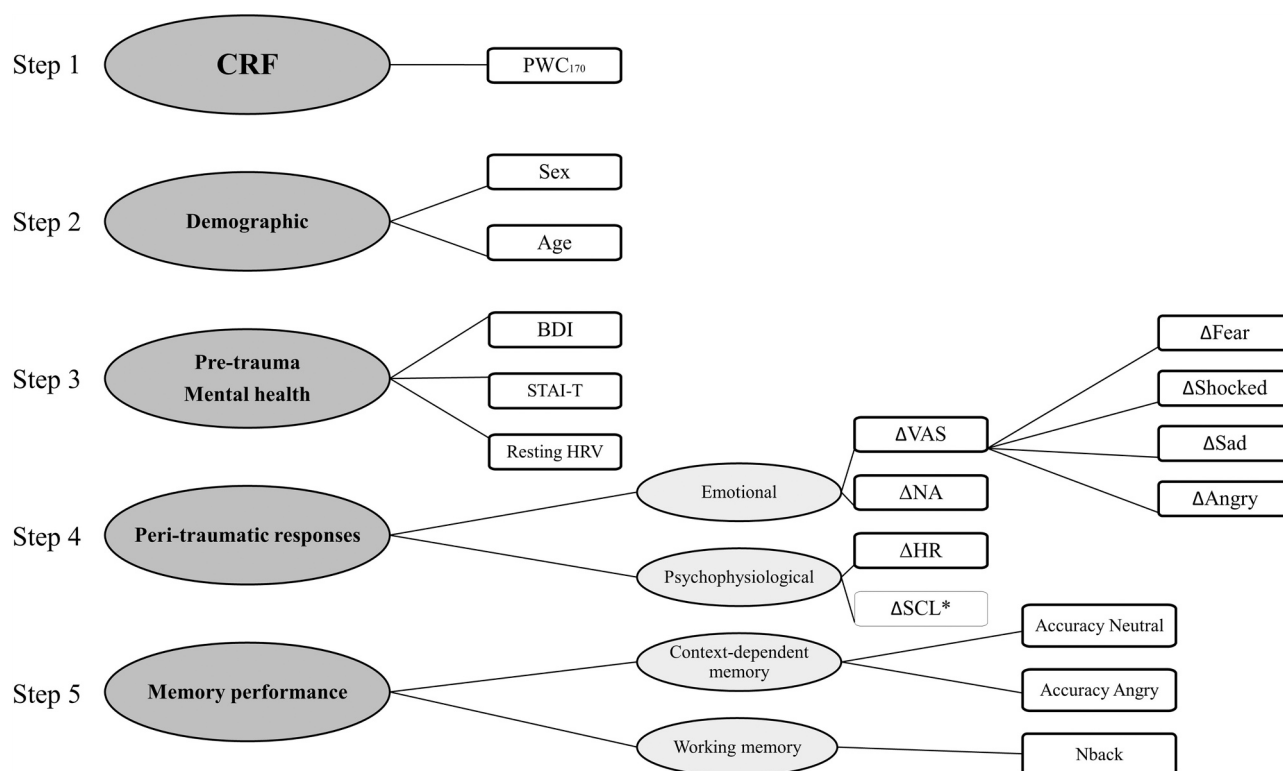 Step 1
CRF
PWC₁₇₀
Step 2
Demographic
Sex
Age
Step 3
Pre-trauma
Mental health
BDI
STAI-T
Resting HRV
Step 4
Peri-traumatic responses
Emotional
ΔVAS
ΔFear
ΔShocked
ΔSad
ΔAngry
ΔNA
Psychophysiological
ΔHR
ΔSCL*
Step 5
Memory performance
Context-dependent
memory
Accuracy Neutral
Accuracy Angry
Working memory
Nback